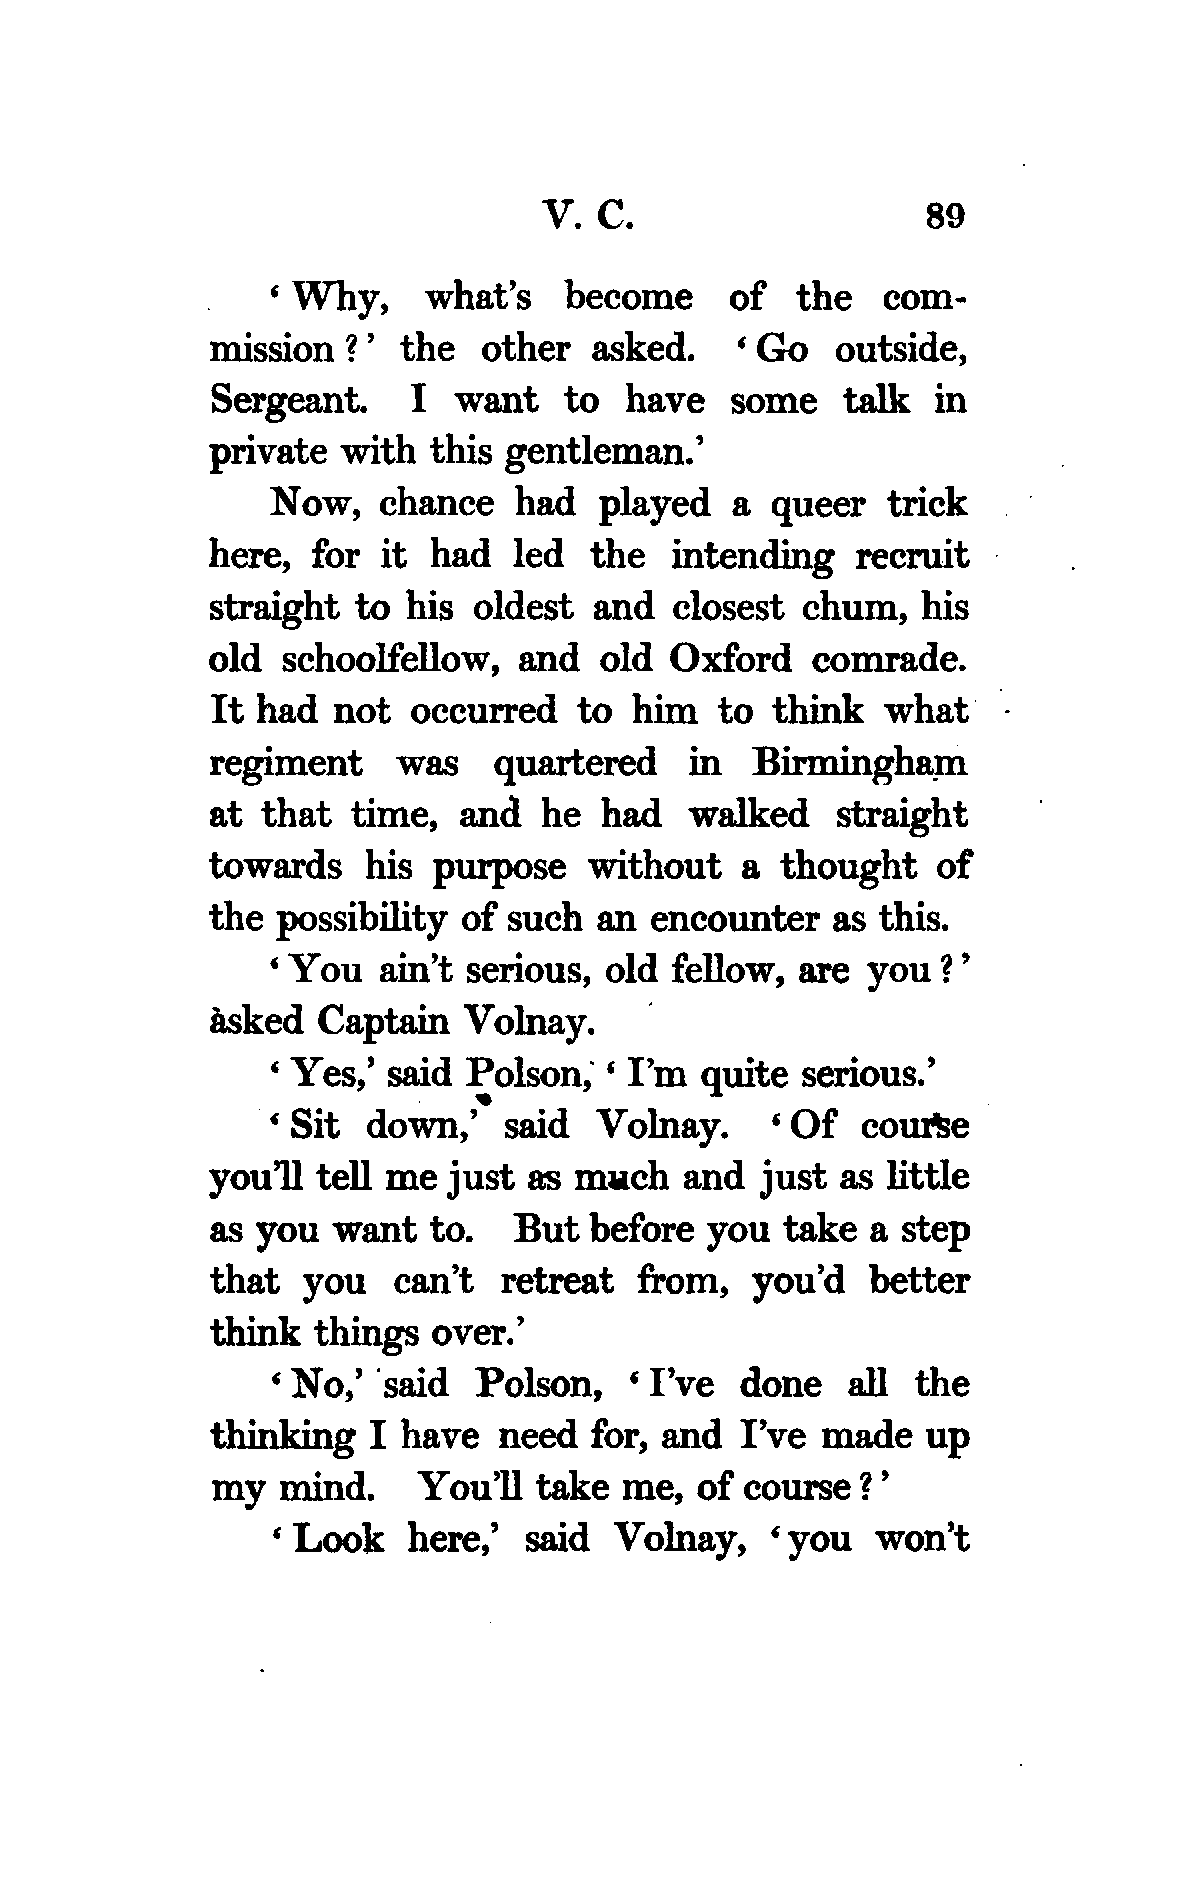 V. C. 89
‘ Why, what's become of the com-
mission ? ’ the other asked. ‘ Go outside,
Sergeant. I want to have some talk in
private with this gentleman.’
Now, chance had played a queer trick
here, for it had led the intending recruit
straight to his oldest and closest chum, his
old schoolfellow, and old Oxford comrade.
It had not occurred to him to think what
regiment was quartered in Birmingham
at that time, and he had walked straight
towards his purpose without a thought of
the possibility of such an encounter as this.
‘ You ain't serious, old fellow, are you ? ’
asked Captain Volnay.
‘ Yes,’ said Polson, ‘ I'm quite serious.’
‘ Sit down,’ said Volnay. ‘ Of course
you'll tell me just as much and just as little
as you want to. But before you take a step
that you can't retreat from, you'd better
think things over.’
‘ No,’ said Polson, ‘ I've done all the
thinking I have need for, and I've made up
my mind. You'll take me, of course ? ’
‘ Look here,’ said Volnay, ‘ you won't